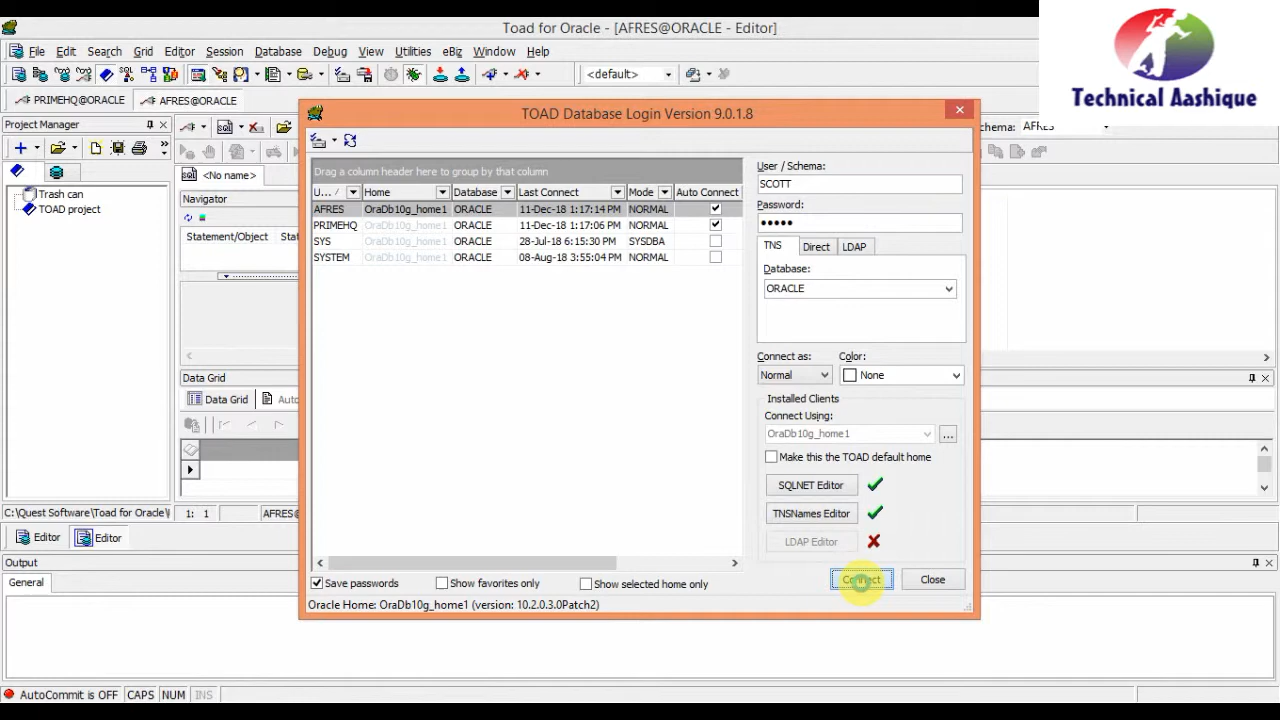 Toad for Oracle - [AFRES@ORACLE - Editor]
Technical Aashique
File Edit Search Grid Editor Session Database Debug View Utilities eBiz Window Help
<default>
PRIMEHQ@ORACLE AFRES@ORACLE
Project Manager
SQL
chema: AFRES
<No name>
Trash can
TOAD project
Navigator
Statement/Object Stat
C:\Quest Software\Toad for Oracle\
Data Grid
Data Grid Auto
1: 1 AFRES@
Editor Editor
Output
General
AutoCommit is OFF CAPS NUM INS
TOAD Database Login Version 9.0.1.8
Drag a column header here to group by that column
U... / Home Database Last Connect Mode Auto Connect
AFRES OraDb10g_home1 ORACLE 11-Dec-18 1:17:14 PM NORMAL
PRIMEHQ OraDb10g_home1 ORACLE 11-Dec-18 1:17:06 PM NORMAL
SYS OraDb10g_home1 ORACLE 28-Jul-18 6:15:30 PM SYSDBA
SYSTEM OraDb10g_home1 ORACLE 08-Aug-18 3:55:04 PM NORMAL
User / Schema:
SCOTT
Password:
•••••
TNS Direct LDAP
Database:
ORACLE
Connect as: Color:
Normal None
Installed Clients
Connect Using:
OraDb10g_home1 ...
Make this the TOAD default home
SQLNET Editor
TNSNames Editor
LDAP Editor
Connect Close
Save passwords Show favorites only Show selected home only
Oracle Home: OraDb10g_home1 (version: 10.2.0.3.0Patch2)